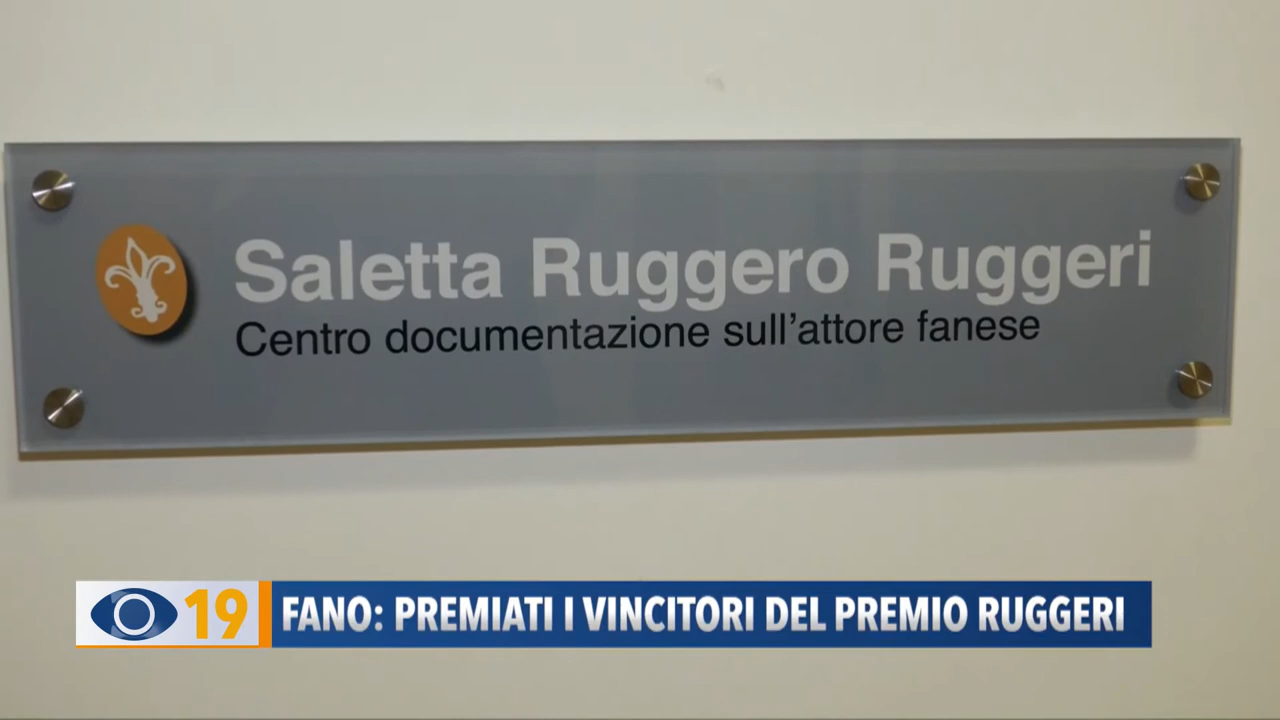 Saletta Ruggero Ruggeri
Centro documentazione sull'attore fanese
19
FANO: PREMIATI I VINCITORI DEL PREMIO RUGGERI